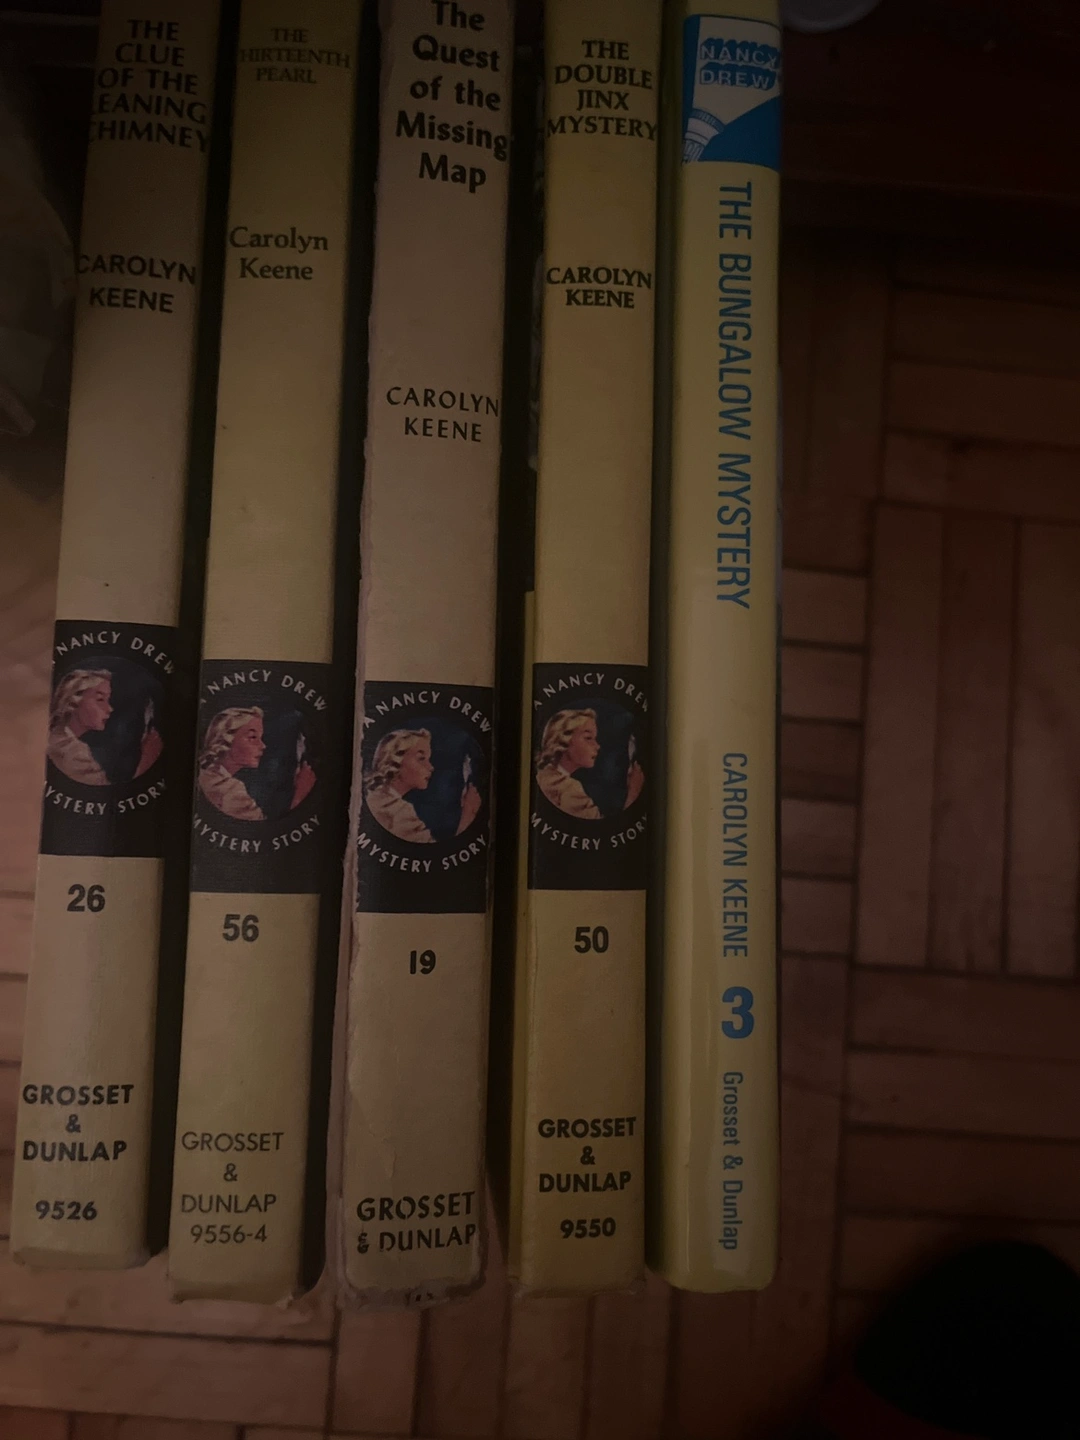 THE
CLUE
OF THE
LEANING
CHIMNEY
CAROLYN
KEENE
NANCY DREW
MYSTERY STORY
26
GROSSET
&
DUNLAP
9526
THE
THIRTEENTH
PEARL
Carolyn
Keene
A NANCY DREW
MYSTERY STORY
56
GROSSET
&
DUNLAP
9556-4
The
Quest
of the
Missing
Map
CAROLYN
KEENE
A NANCY DREW
MYSTERY STORY
19
GROSSET
& DUNLAP
THE
DOUBLE
JINX
MYSTERY
CAROLYN
KEENE
A NANCY DREW
MYSTERY STORY
50
GROSSET
&
DUNLAP
9550
NANCY
DREW
THE BUNGALOW MYSTERY
CAROLYN KEENE
3
Grosset & Dunlap